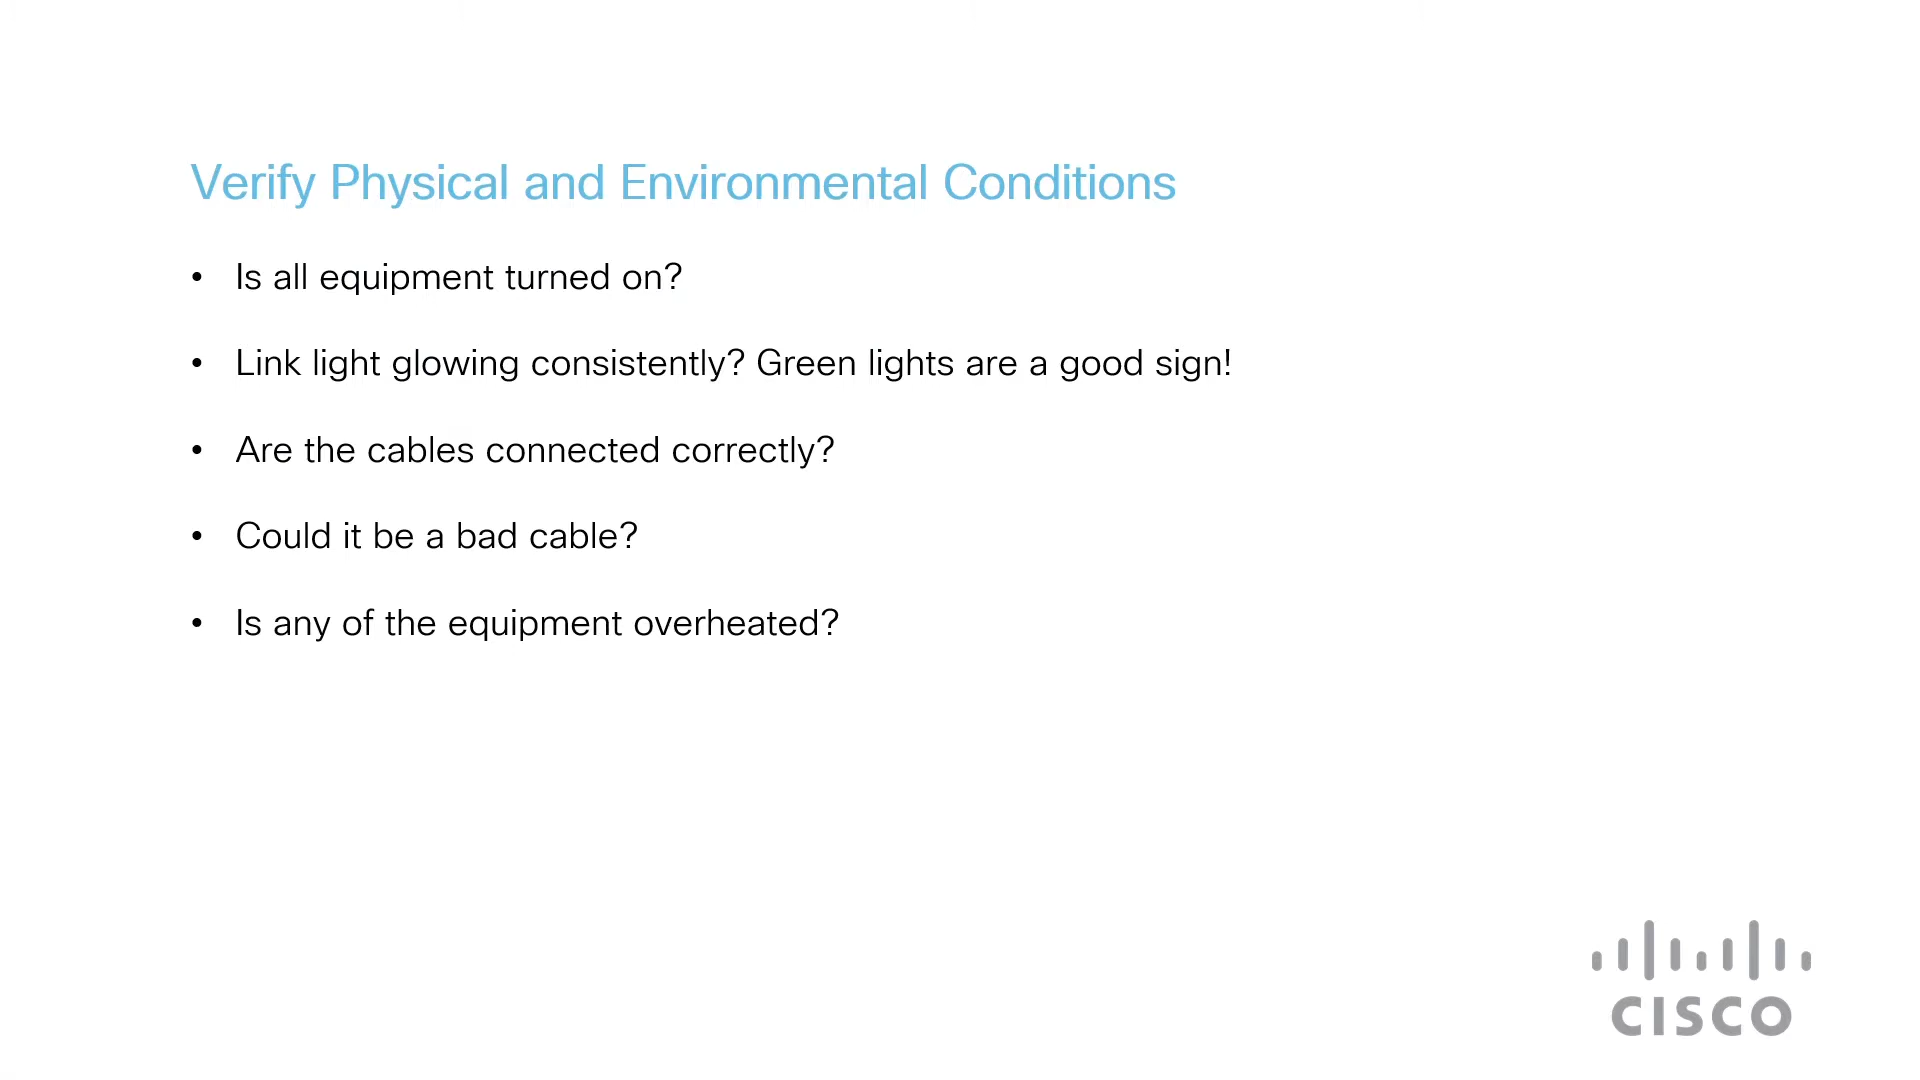 Verify Physical and Environmental Conditions
• Is all equipment turned on?
• Link light glowing consistently? Green lights are a good sign!
• Are the cables connected correctly?
• Could it be a bad cable?
• Is any of the equipment overheated?
CISCO